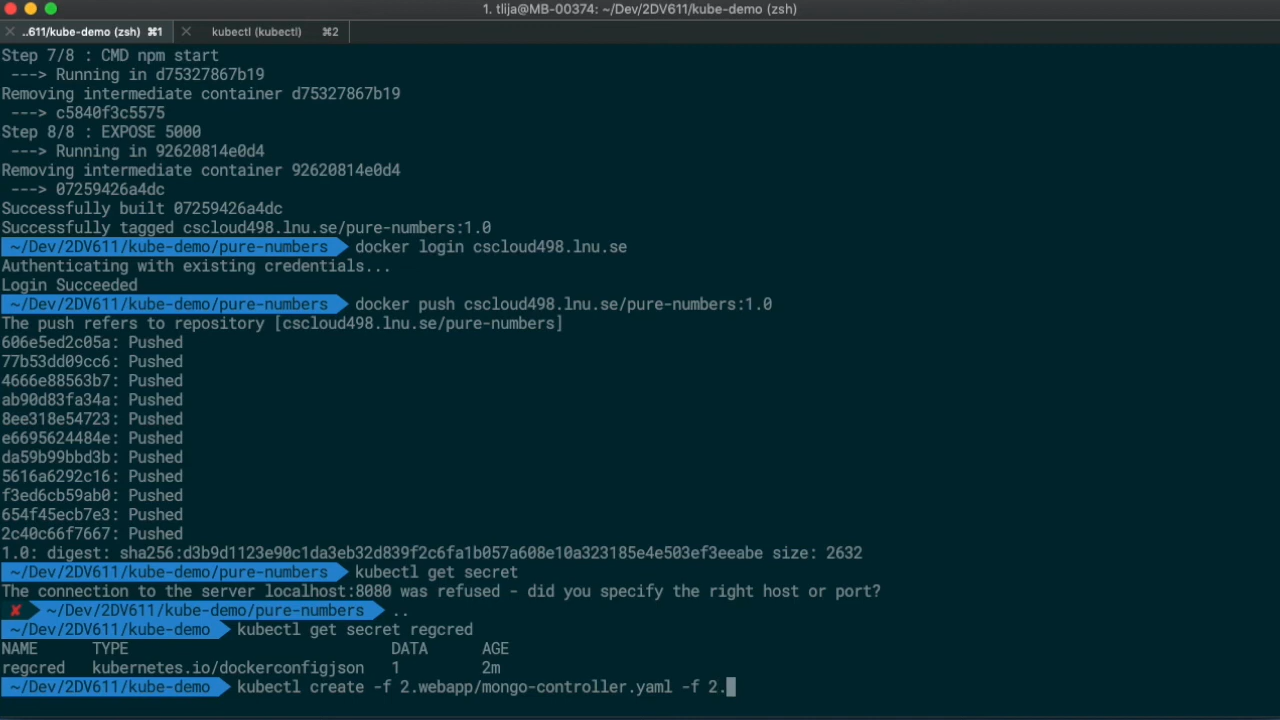 1. tlija@MB-00374: ~/Dev/2DV611/kube-demo (zsh)
..611/kube-demo (zsh) ⌘1 kubectl (kubectl) ⌘2
Step 7/8 : CMD npm start
---> Running in d75327867b19
Removing intermediate container d75327867b19
---> c5840f3c5575
Step 8/8 : EXPOSE 5000
---> Running in 92620814e0d4
Removing intermediate container 92620814e0d4
---> 07259426a4dc
Successfully built 07259426a4dc
Successfully tagged cscloud498.lnu.se/pure-numbers:1.0
~/Dev/2DV611/kube-demo/pure-numbers docker login cscloud498.lnu.se
Authenticating with existing credentials...
Login Succeeded
~/Dev/2DV611/kube-demo/pure-numbers docker push cscloud498.lnu.se/pure-numbers:1.0
The push refers to repository [cscloud498.lnu.se/pure-numbers]
606e5ed2c05a: Pushed
77b53dd09cc6: Pushed
4666e88563b7: Pushed
ab90d83fa34a: Pushed
8ee318e54723: Pushed
e6695624484e: Pushed
da59b99bbd3b: Pushed
5616a6292c16: Pushed
f3ed6cb59ab0: Pushed
654f45ecb7e3: Pushed
2c40c66f7667: Pushed
1.0: digest: sha256:d3b9d1123e90c1da3eb32d839f2c6fa1b057a608e10a323185e4e503ef3eeabe size: 2632
~/Dev/2DV611/kube-demo/pure-numbers kubectl get secret
The connection to the server localhost:8080 was refused - did you specify the right host or port?
✘ ~/Dev/2DV611/kube-demo/pure-numbers ..
~/Dev/2DV611/kube-demo kubectl get secret regcred
NAME TYPE DATA AGE
regcred kubernetes.io/dockerconfigjson 1 2m
~/Dev/2DV611/kube-demo kubectl create -f 2.webapp/mongo-controller.yaml -f 2.